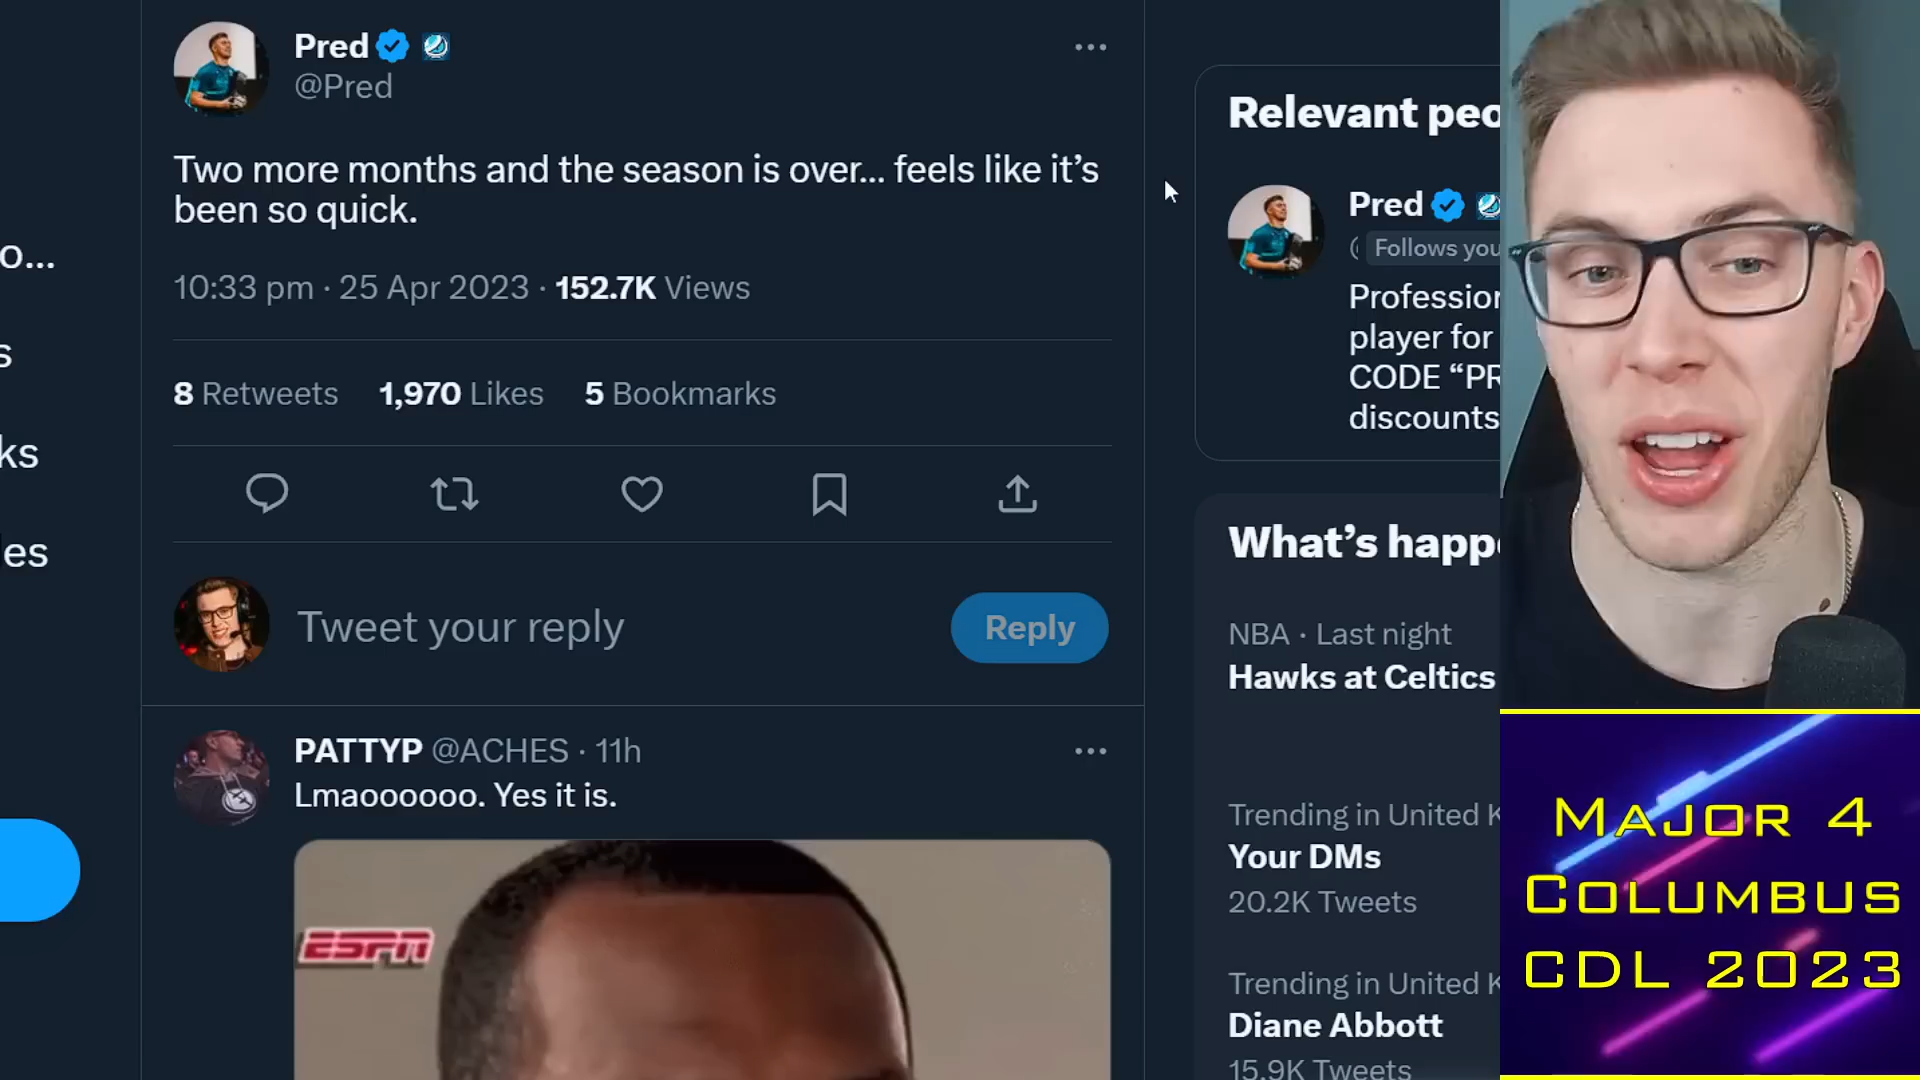 Pred
@Pred
Two more months and the season is over... feels like it's
been so quick.
10:33 pm · 25 Apr 2023 · 152.7K Views
8 Retweets 1,970 Likes 5 Bookmarks
Tweet your reply
Reply
PATTYP @ACHES · 11h
Lmaoooooo. Yes it is.
ESPN
o...
s
ks
es
Relevant peo
Pred
Follows you
Profession
player for
CODE “PR
discounts
What’s happe
NBA · Last night
Hawks at Celtics
Trending in United K
Your DMs
20.2K Tweets
Trending in United K
Diane Abbott
15.9K Tweets
MAJOR 4
COLUMBUS
CDL 2023